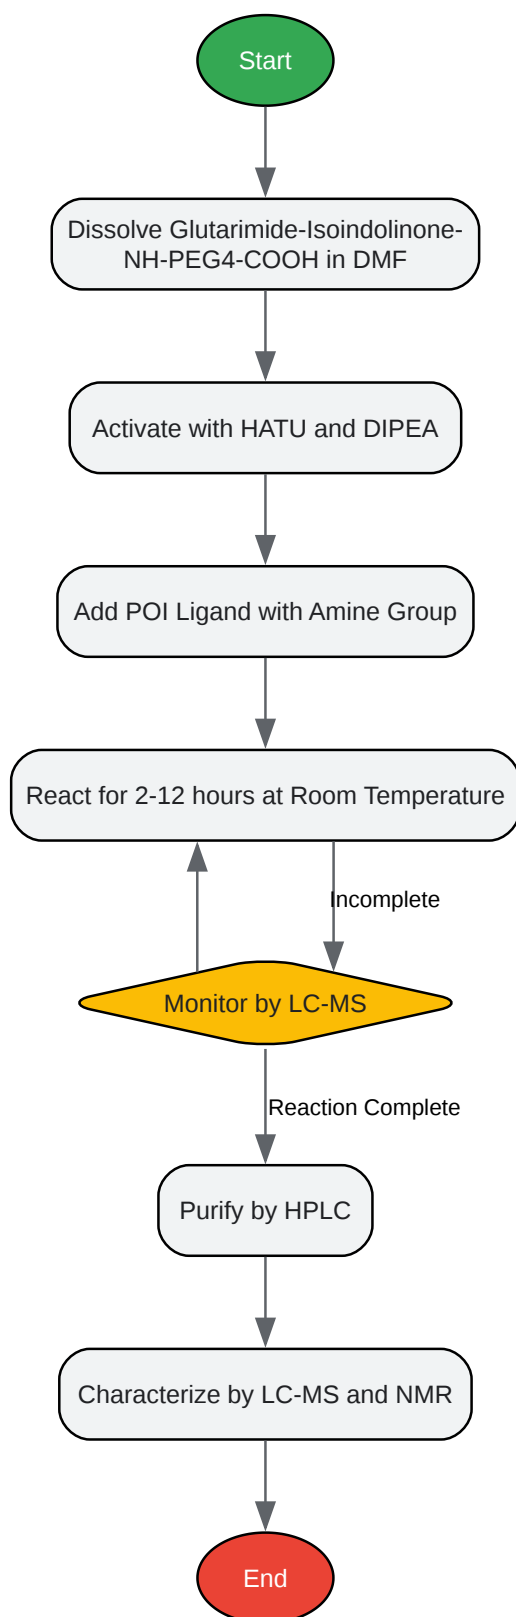 Start
Dissolve Glutarimide-Isoindolinone-
NH-PEG4-COOH in DMF
Activate with HATU and DIPEA
Add POI Ligand with Amine Group
React for 2-12 hours at Room Temperature
Incomplete
Monitor by LC-MS
Reaction Complete
Purify by HPLC
Characterize by LC-MS and NMR
End